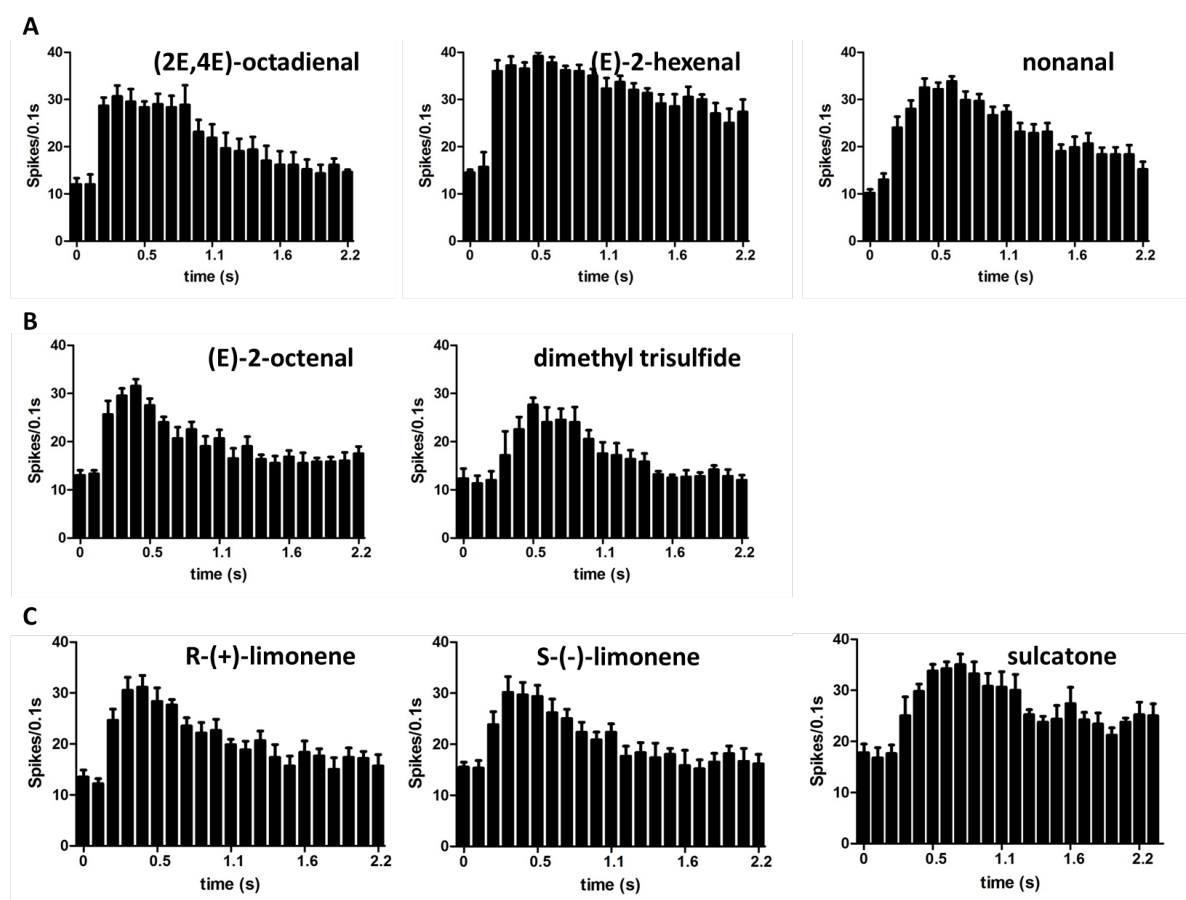 A
(2E,4E)-octadienal
40
30
20
10
0
Spikes/0.1s
0 0.5 1.1 1.6 2.2
time (s)
(E)-2-hexenal
40
30
20
10
0
Spikes/0.1s
0 0.5 1.1 1.6 2.2
time (s)
nonanal
40
30
20
10
0
Spikes/0.1s
0 0.5 1.1 1.6 2.2
time (s)
B
(E)-2-octenal
40
30
20
10
0
Spikes/0.1s
0 0.5 1.1 1.6 2.2
time (s)
dimethyl trisulfide
40
30
20
10
0
Spikes/0.1s
0 0.5 1.1 1.6 2.2
time (s)
C
R-(+)-limonene
40
30
20
10
0
Spikes/0.1s
0 0.5 1.1 1.6 2.2
time (s)
S-(-)-limonene
40
30
20
10
0
Spikes/0.1s
0 0.5 1.1 1.6 2.2
time (s)
sulcatone
40
30
20
10
0
Spikes/0.1s
0 0.5 1.1 1.6 2.2
time (s)